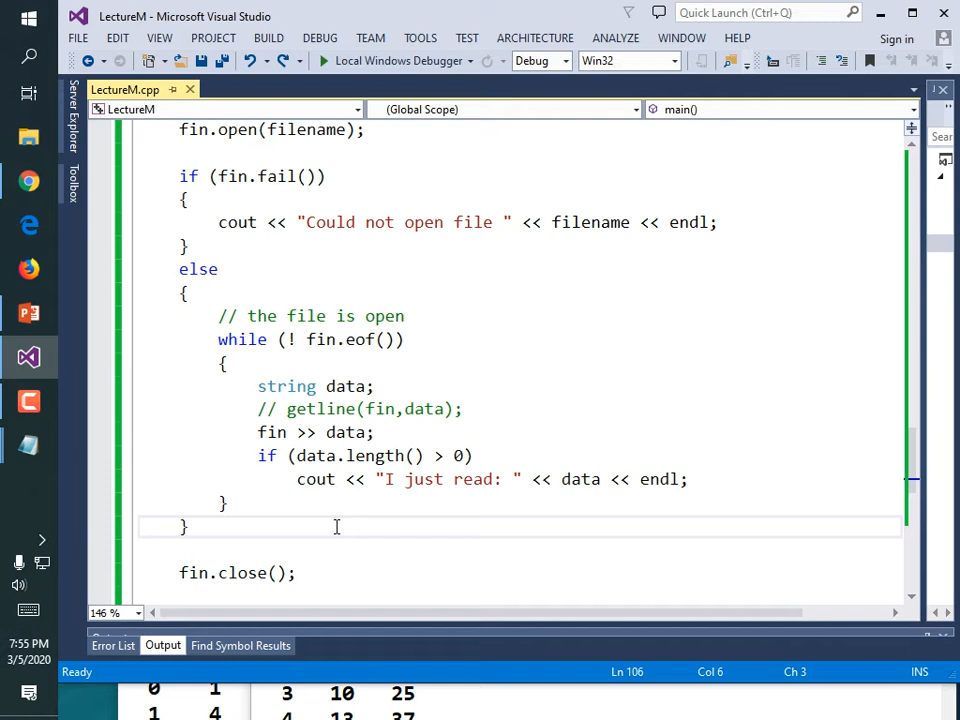 LectureM - Microsoft Visual Studio
Quick Launch (Ctrl+Q)
FILE EDIT VIEW PROJECT BUILD DEBUG TEAM TOOLS TEST ARCHITECTURE ANALYZE WINDOW HELP Sign in
Local Windows Debugger Debug Win32
LectureM.cpp
LectureM (Global Scope) main()
Server Explorer
Toolbox
Sear
fin.open(filename);
if (fin.fail())
{
cout << "Could not open file " << filename << endl;
}
else
{
// the file is open
while (! fin.eof())
{
string data;
// getline(fin,data);
fin >> data;
if (data.length() > 0)
cout << "I just read: " << data << endl;
}
}
fin.close();
146 %
Error List Output Find Symbol Results
Ready Ln 106 Col 6 Ch 3 INS
7:55 PM
3/5/2020
0 1 3 10 25
1 4 4 13 37